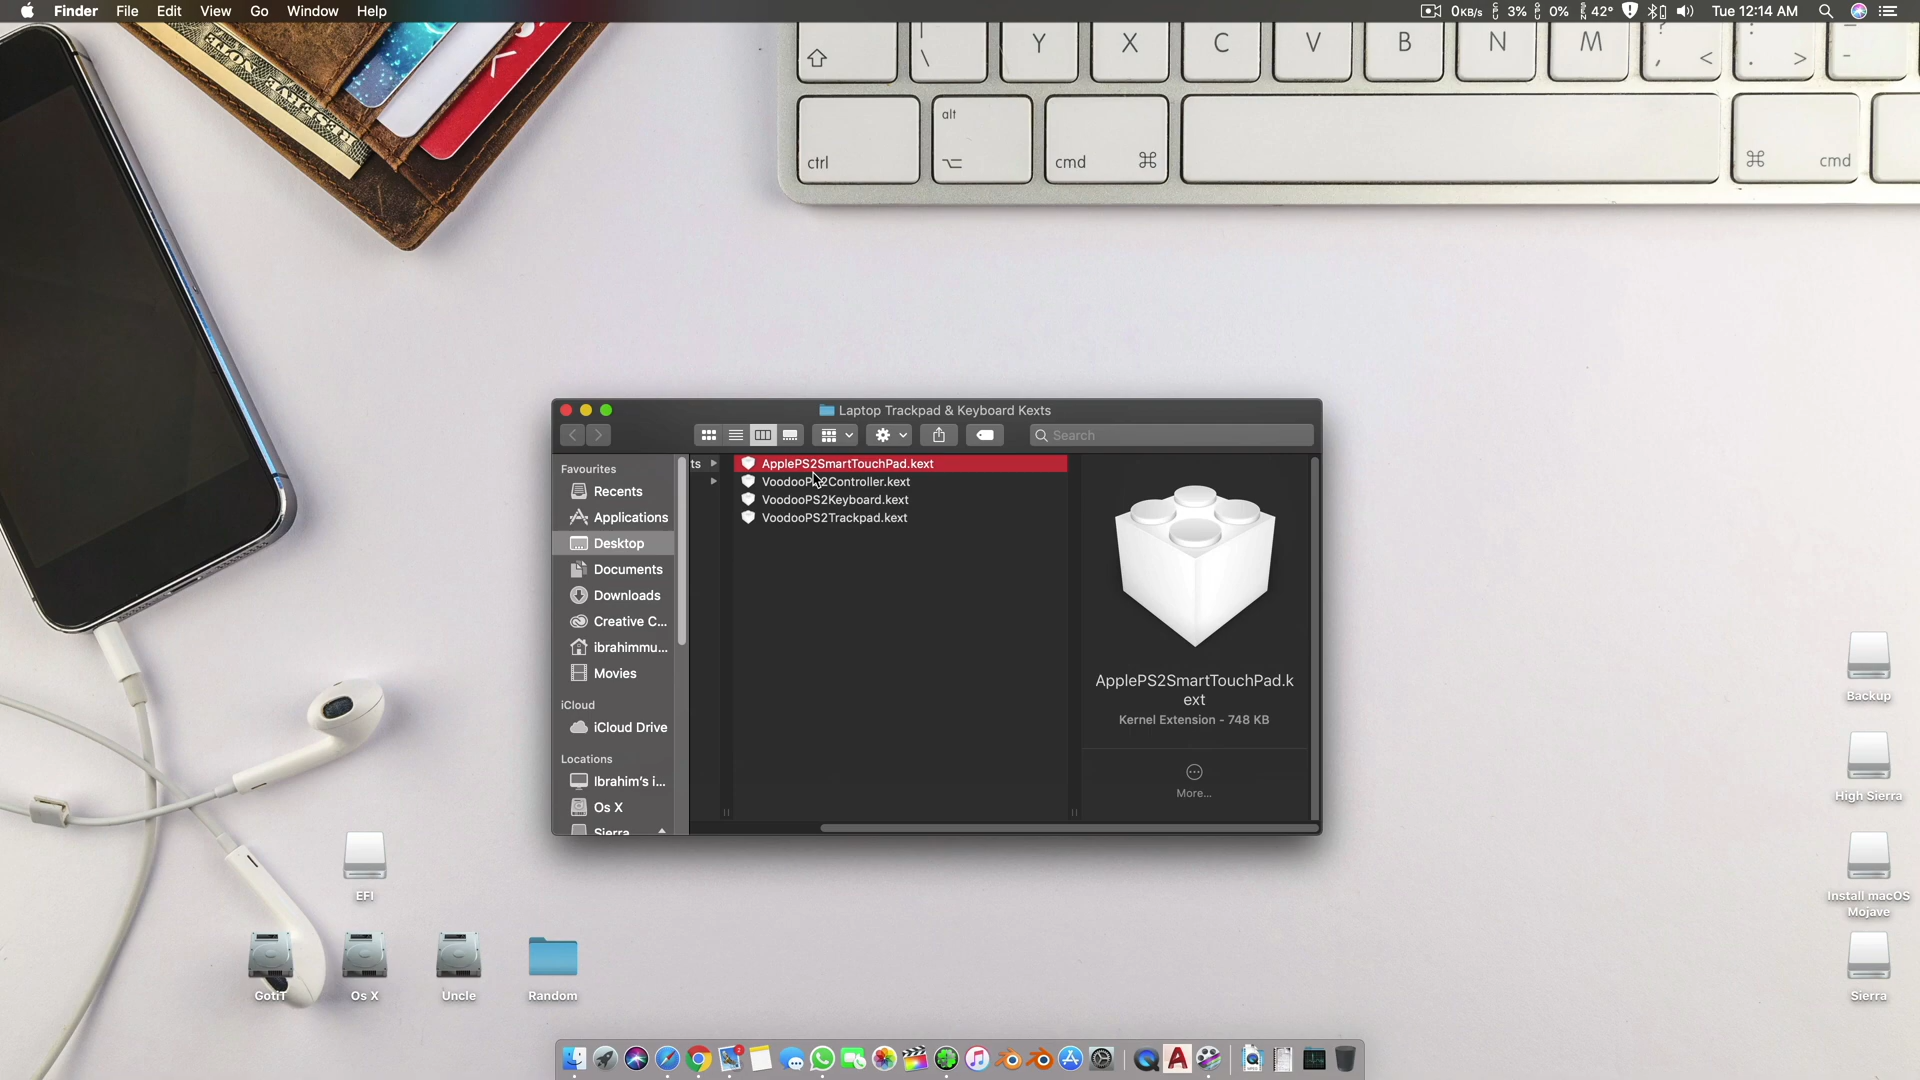 Finder File Edit View Go Window Help
0KB/s 3% 0% 42° Tue 12:14 AM
Y X C V B N M < , > . - _
\ |
alt
ctrl cmd ⌘ ⌘ cmd
RESERVE NOTE
Laptop Trackpad & Keyboard Kexts
Search
Favourites
Recents
Applications
Desktop
Documents
Downloads
Creative C...
ibrahimmu...
Movies
iCloud
iCloud Drive
Locations
Ibrahim's i...
Os X
Sierra
ts
ApplePS2SmartTouchPad.kext
VoodooPS2Controller.kext
VoodooPS2Keyboard.kext
VoodooPS2Trackpad.kext
ApplePS2SmartTouchPad.k
ext
Kernel Extension - 748 KB
More...
EFI
GotiT
Os X
Uncle
Random
Backup
High Sierra
Install macOS
Mojave
Sierra